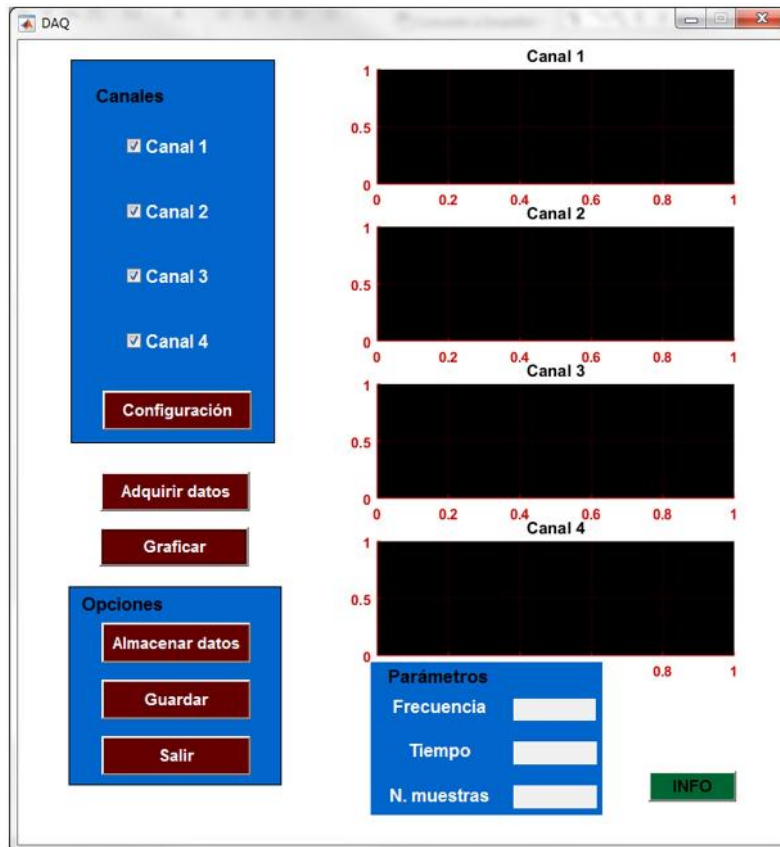 DAQ
Canales
Canal 1
Canal 2
Canal 3
Canal 4
Configuración
Adquirir datos
Graficar
Opciones
Almacenar datos
Guardar
Salir
Canal 1
1
0.5
0
0 0.2 0.4 0.6 0.8 1
Canal 2
1
0.5
0
0 0.2 0.4 0.6 0.8 1
Canal 3
1
0.5
0
0 0.2 0.4 0.6 0.8 1
Canal 4
1
0.5
0
0.8 1
Parámetros
Frecuencia
Tiempo
N. muestras
INFO